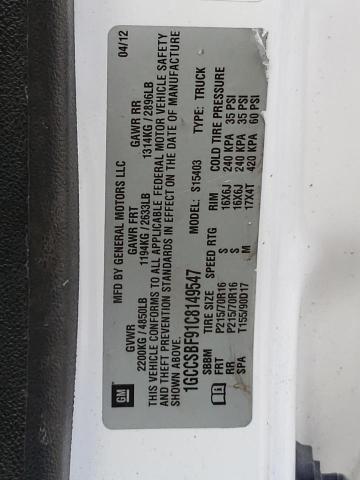 GM
MFD BY GENERAL MOTORS LLC 04/12
GVWR GAWR FRT GAWR RR
2200KG / 4850LB 1194KG / 2633LB 1314KG / 2896LB
THIS VEHICLE CONFORMS TO ALL APPLICABLE FEDERAL MOTOR VEHICLE SAFETY
STANDARDS IN EFFECT ON THE DATE OF MANUFACTURE
SHOWN ABOVE.
1GCCSBF91C8149547 MODEL: S15403 TYPE: TRUCK
SBBM TIRE SIZE SPEED RTG RIM COLD TIRE PRESSURE
FRT P215/70R16 S 16X6J 240 KPA 35 PSI
RR P215/70R16 S 16X6J 240 KPA 35 PSI
SPA T155/90D17 M 17X4T 420 KPA 60 PSI